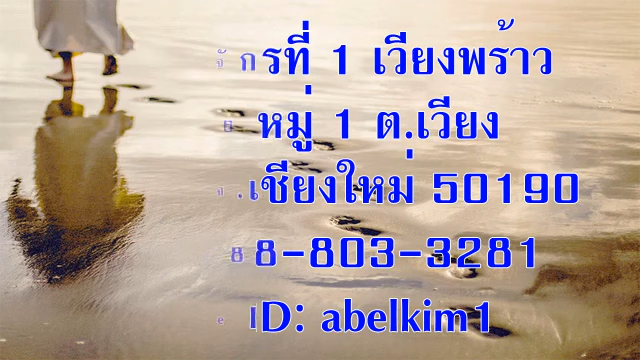 รที่ 1 เวียงพร้าว
หมู่ 1 ต.เวียง
.เชียงใหม่ 50190
8-803-3281
ID: abelkim1